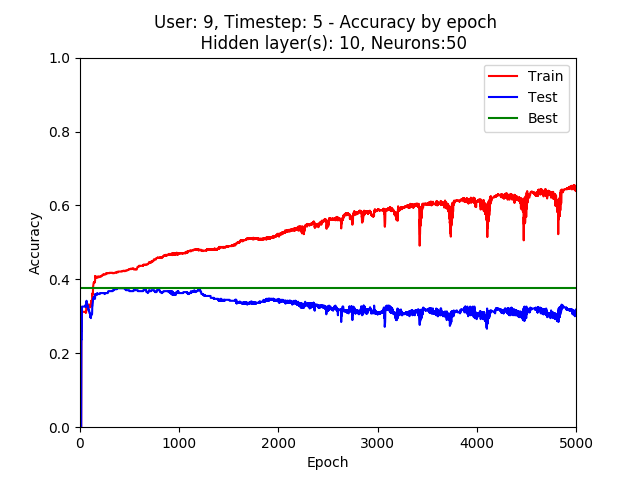 User: 9, Timestep: 5 - Accuracy by epoch
Hidden layer(s): 10, Neurons:50
1.0
Train
Test
Best
0.8
0.6
0.4
0.2
0.0
Accuracy
0 1000 2000 3000 4000 5000
Epoch